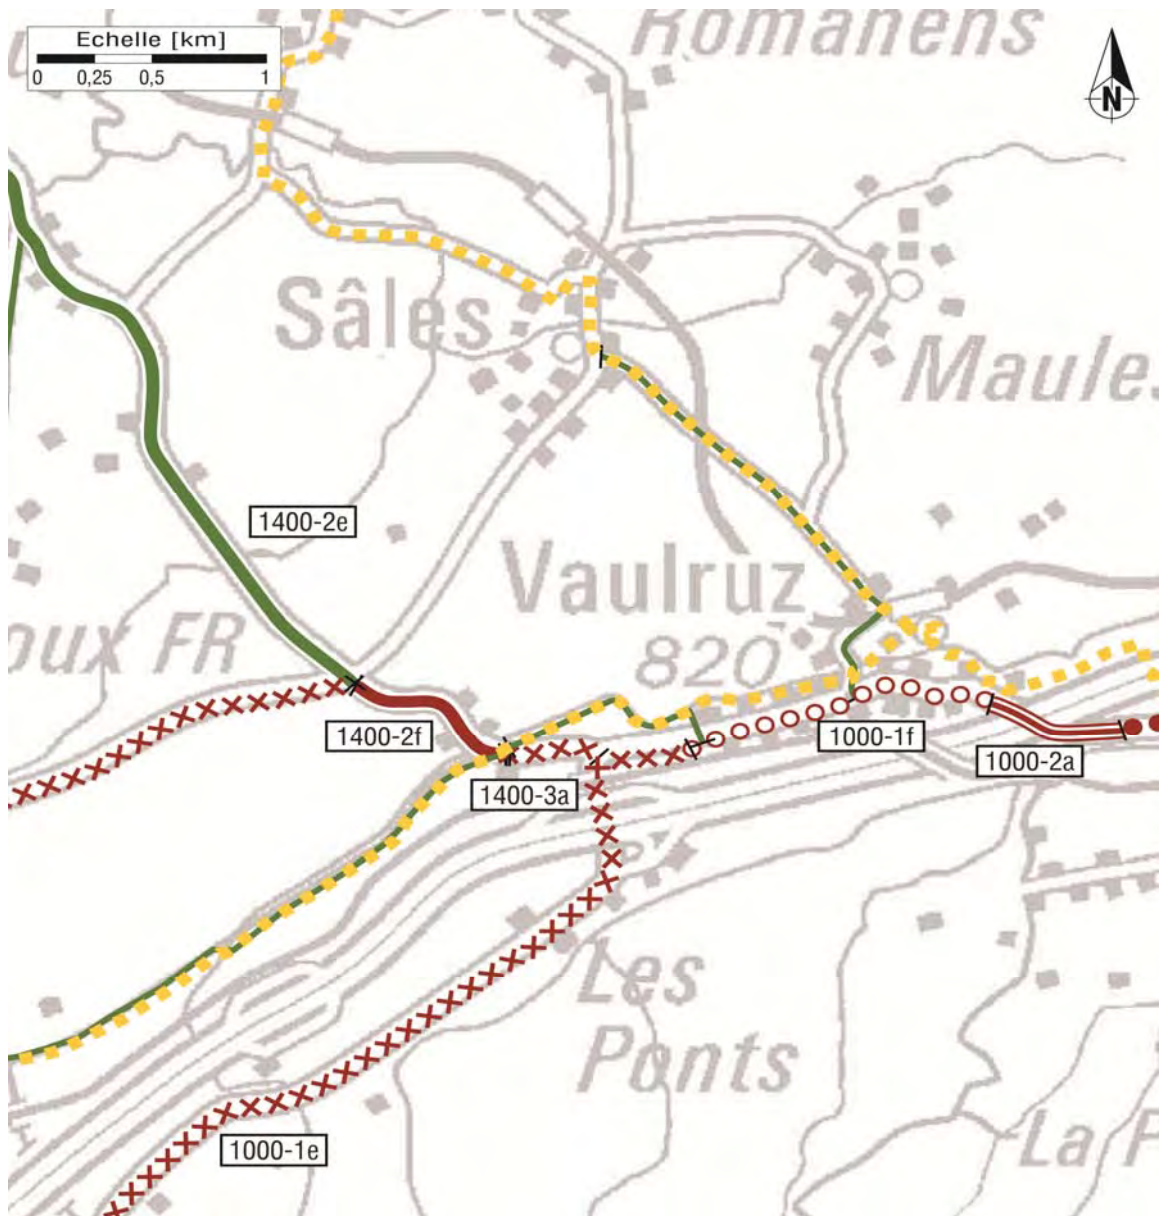 Romanens
Echelle [km]
0 0,25 0,5 1
N
Sâles
Maules
1400-2e
Vaulruz
820
oux FR
1400-2f
1000-1f
1000-2a
1400-3a
Les
Ponts
1000-1e
La P